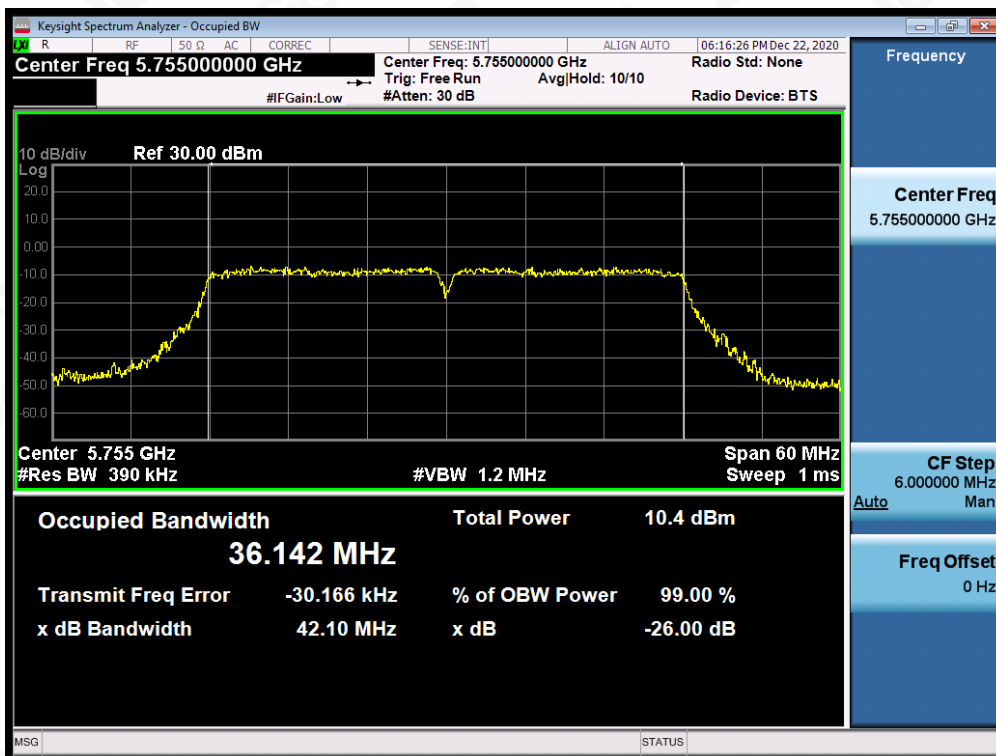 Keysight Spectrum Analyzer - Occupied BW
LXI R RF 50 Ω AC CORREC SENSE:INT ALIGN AUTO 06:16:26 PM Dec 22, 2020
Center Freq 5.755000000 GHz
Center Freq: 5.755000000 GHz Radio Std: None
Trig: Free Run Avg|Hold: 10/10
#IFGain:Low #Atten: 30 dB Radio Device: BTS
10 dB/div Ref 30.00 dBm
Log
20.0
10.0
0.00
-10.0
-20.0
-30.0
-40.0
-50.0
-60.0
Center 5.755 GHz Span 60 MHz
#Res BW 390 kHz #VBW 1.2 MHz Sweep 1 ms
Occupied Bandwidth Total Power 10.4 dBm
36.142 MHz
Transmit Freq Error -30.166 kHz % of OBW Power 99.00 %
x dB Bandwidth 42.10 MHz x dB -26.00 dB
MSG STATUS
Frequency
Center Freq
5.755000000 GHz
CF Step
6.000000 MHz
Auto Man
Freq Offset
0 Hz